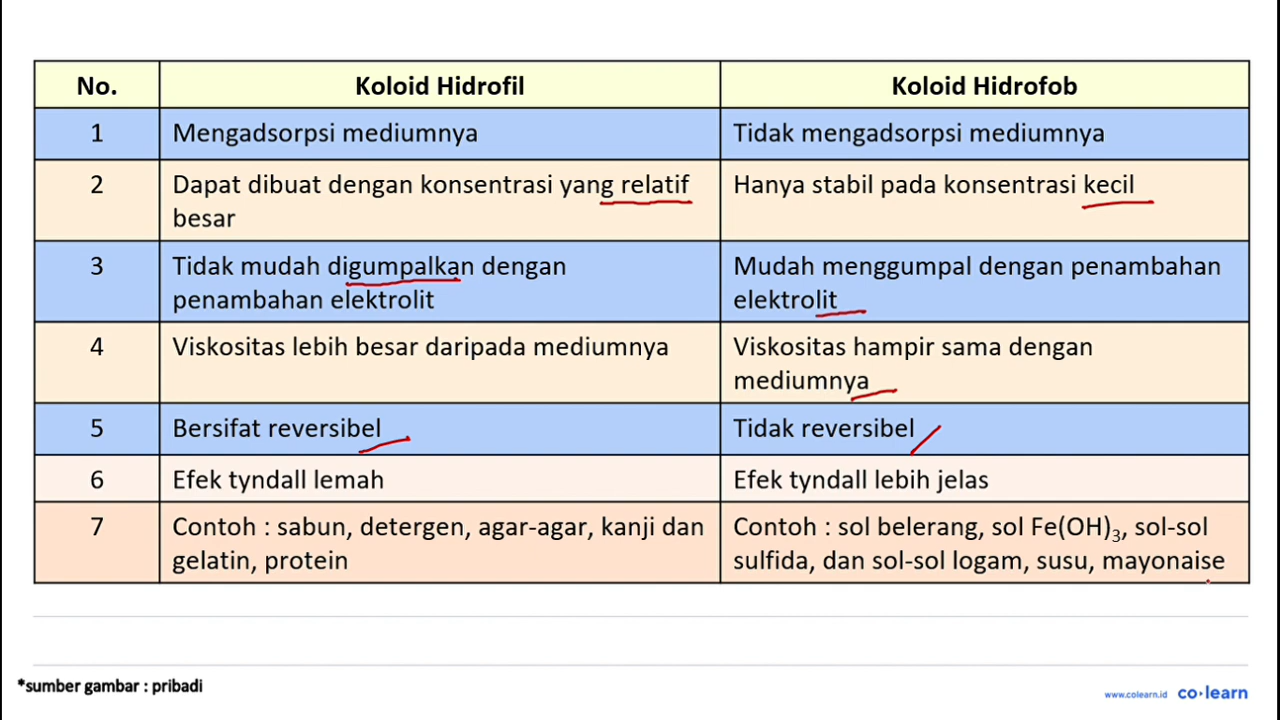 No. Koloid Hidrofil Koloid Hidrofob
1 Mengadsorpsi mediumnya Tidak mengadsorpsi mediumnya
2 Dapat dibuat dengan konsentrasi yang relatif Hanya stabil pada konsentrasi kecil
besar
3 Tidak mudah digumpalkan dengan Mudah menggumpal dengan penambahan
penambahan elektrolit elektrolit
4 Viskositas lebih besar daripada mediumnya Viskositas hampir sama dengan
mediumnya
5 Bersifat reversibel Tidak reversibel
6 Efek tyndall lemah Efek tyndall lebih jelas
7 Contoh : sabun, detergen, agar-agar, kanji dan Contoh : sol belerang, sol Fe(OH)₃, sol-sol
gelatin, protein sulfida, dan sol-sol logam, susu, mayonaise
*sumber gambar : pribadi
www.colearn.id co·learn